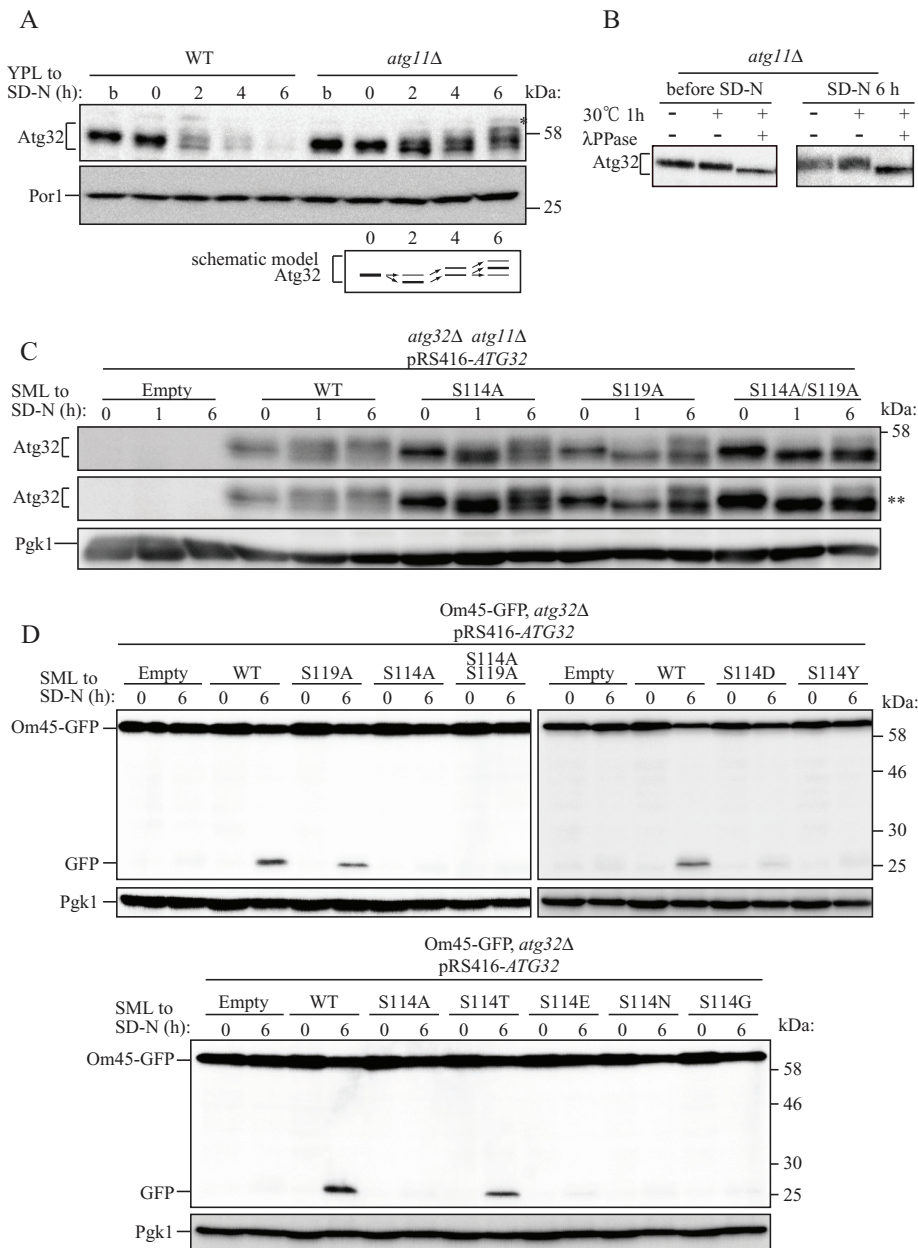 A
WT
atg11Δ
YPL to
SD-N (h):
b 0 2 4 6 b 0 2 4 6 kDa:
*
58
Atg32
Por1
25
0 2 4 6
schematic model
Atg32
B
atg11Δ
before SD-N
SD-N 6 h
30℃ 1h - + + - + +
λPPase - - + - - +
Atg32
C
atg32Δ atg11Δ
pRS416-ATG32
SML to
SD-N (h):
Empty WT S114A S119A S114A/S119A
0 1 6 0 1 6 0 1 6 0 1 6 0 1 6 kDa:
58
Atg32
Atg32
**
Pgk1
D
Om45-GFP, atg32Δ
pRS416-ATG32
SML to
SD-N (h):
Empty WT S119A S114A S114A
S119A
Empty WT S114D S114Y
0 6 0 6 0 6 0 6 0 6 0 6 0 6 0 6 0 6 kDa:
Om45-GFP
58
46
30
GFP
25
Pgk1
Om45-GFP, atg32Δ
pRS416-ATG32
SML to
SD-N (h):
Empty WT S114A S114T S114E S114N S114G
0 6 0 6 0 6 0 6 0 6 0 6 0 6 kDa:
Om45-GFP
58
46
30
GFP
25
Pgk1